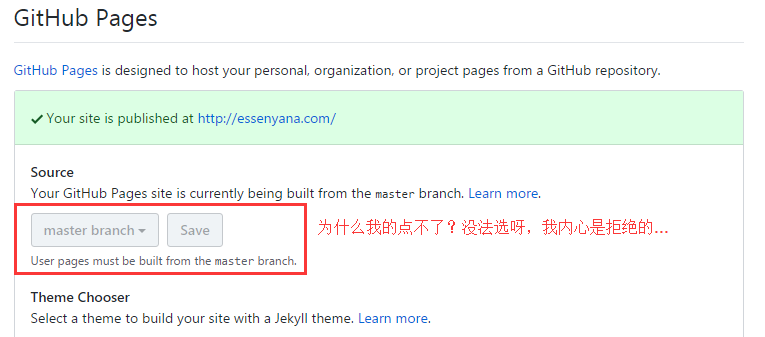 GitHub Pages
GitHub Pages is designed to host your personal, organization, or project pages from a GitHub repository.
Your site is published at http://essenyana.com/
Source
Your GitHub Pages site is currently being built from the master branch. Learn more.
master branch Save
为什么我的点不了？没法选呀，我内心是拒绝的...
User pages must be built from the master branch.
Theme Chooser
Select a theme to build your site with a Jekyll theme. Learn more.